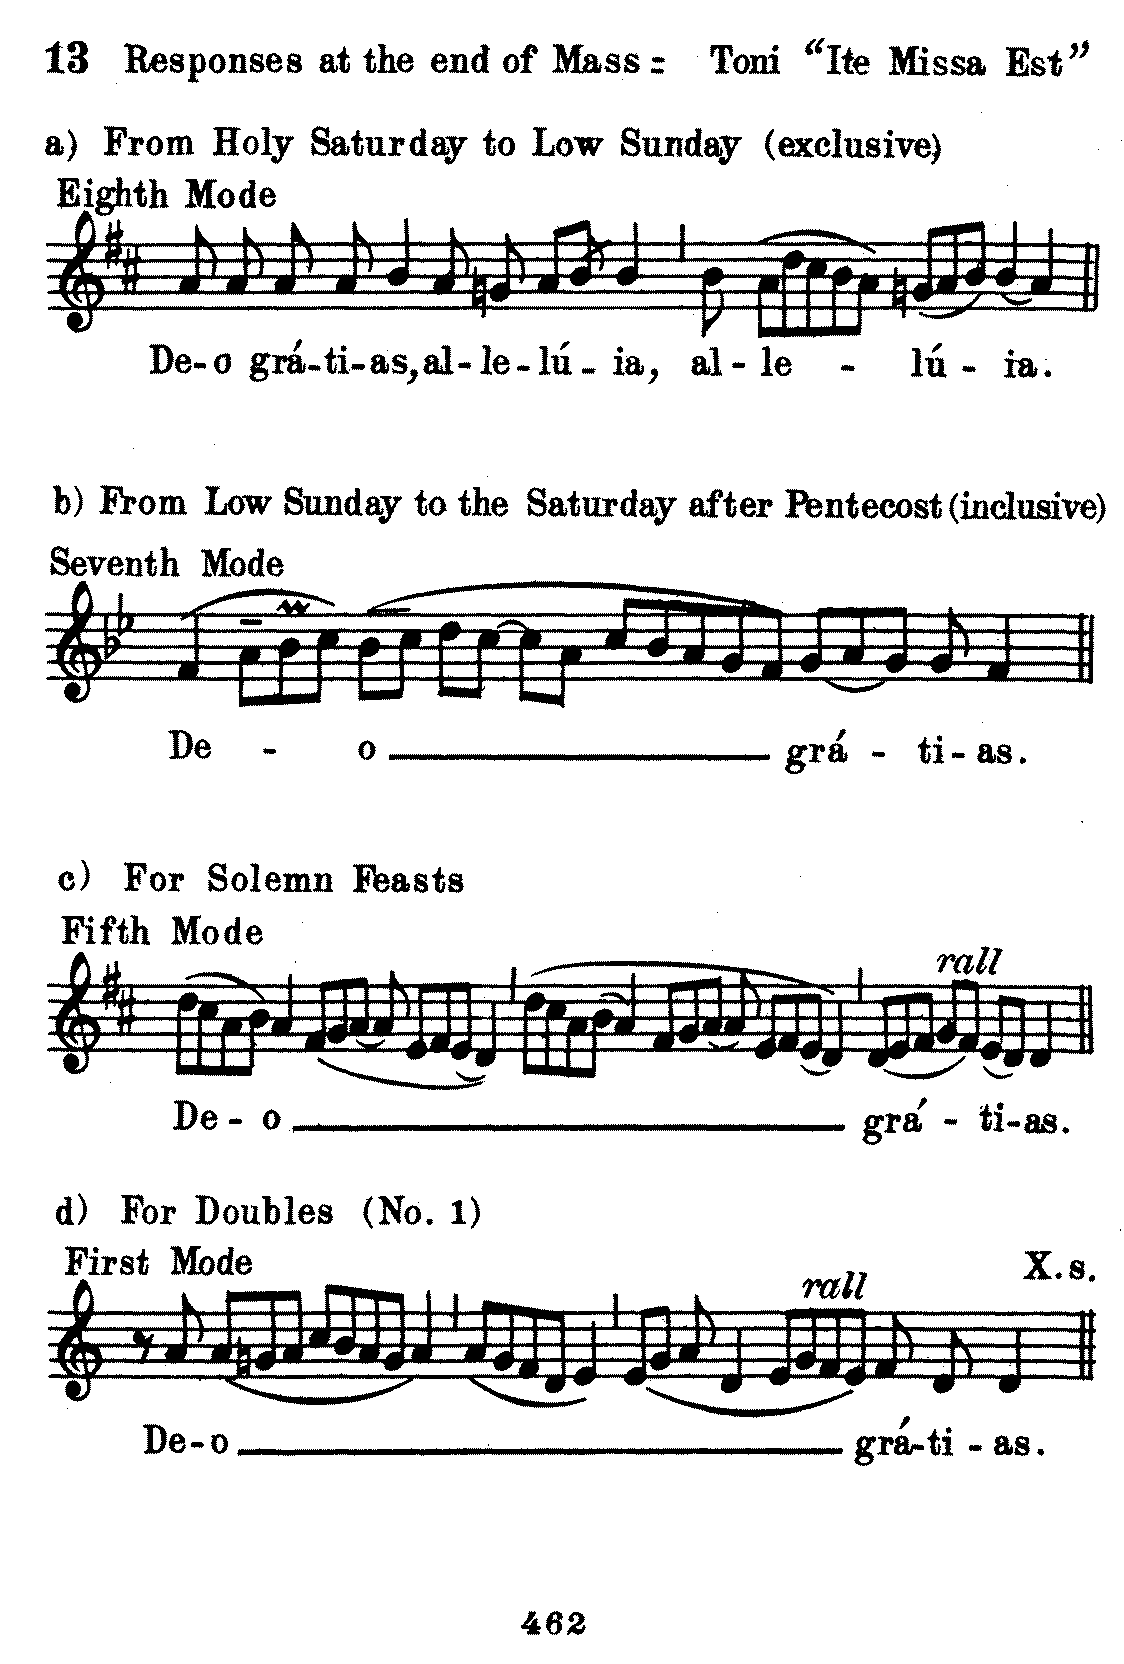 13 Responses at the end of Mass: Toni "Ite Missa Est"
a) From Holy Saturday to Low Sunday (exclusive)
Eighth Mode
De-o grá-ti-as, al-le-lú-ia, al-le - lú - ia.
b) From Low Sunday to the Saturday after Pentecost (inclusive)
Seventh Mode
De - o grá - ti-as.
c) For Solemn Feasts
Fifth Mode
rall
De-o grá - ti-as.
d) For Doubles (No. 1)
First Mode X.s.
rall
De-o grá-ti-as.
462